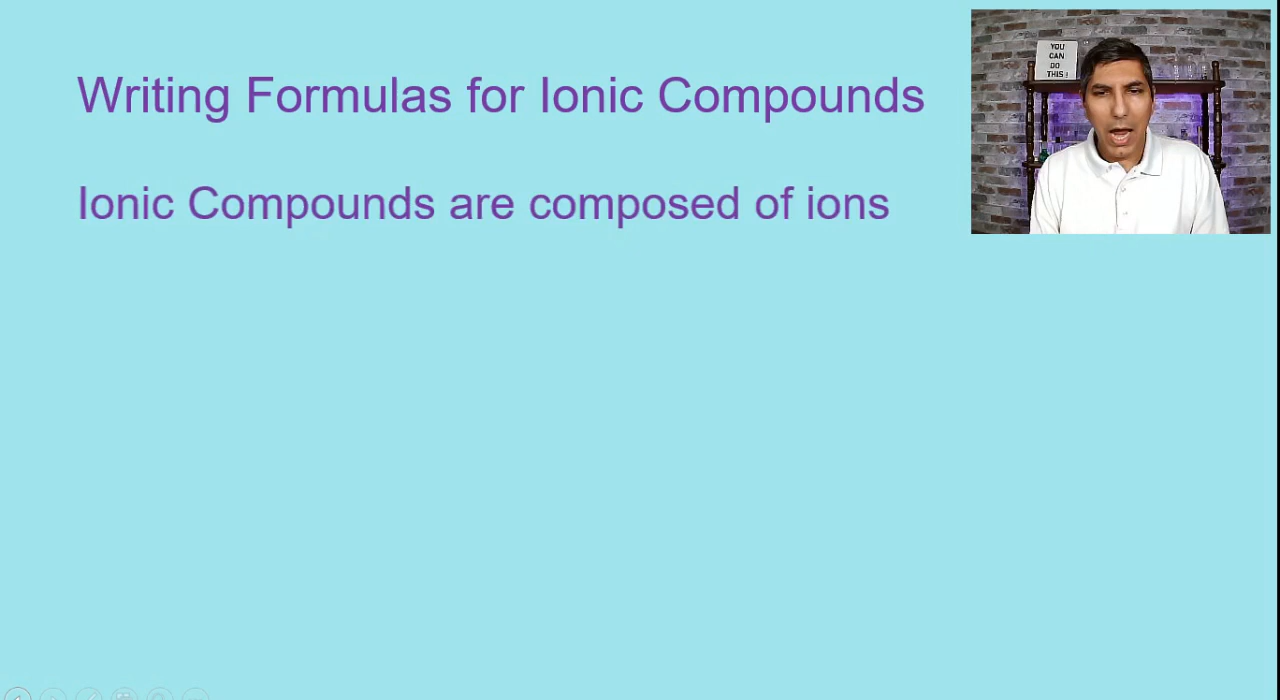 Writing Formulas for Ionic Compounds
Ionic Compounds are composed of ions
YOU
CAN
DO
THIS!